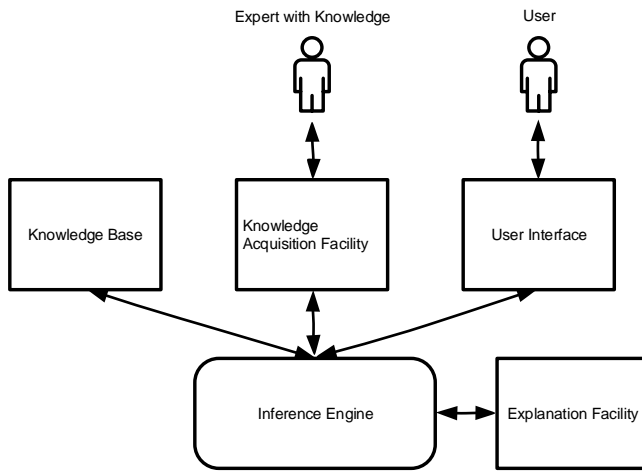 Expert with Knowledge
User
Knowledge Base
Knowledge
Acquisition Facility
User Interface
Inference Engine
Explanation Facility